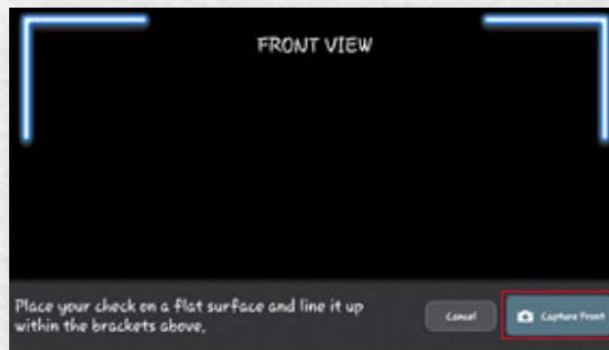 FRONT VIEW
Place your check on a flat surface and line it up
within the brackets above.
Cancel
Capture Front